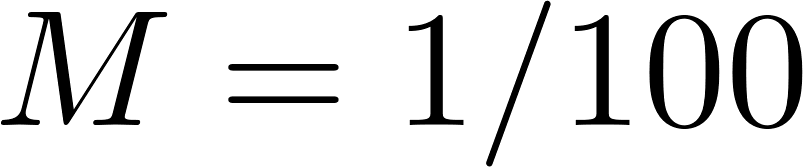 M = 1/100